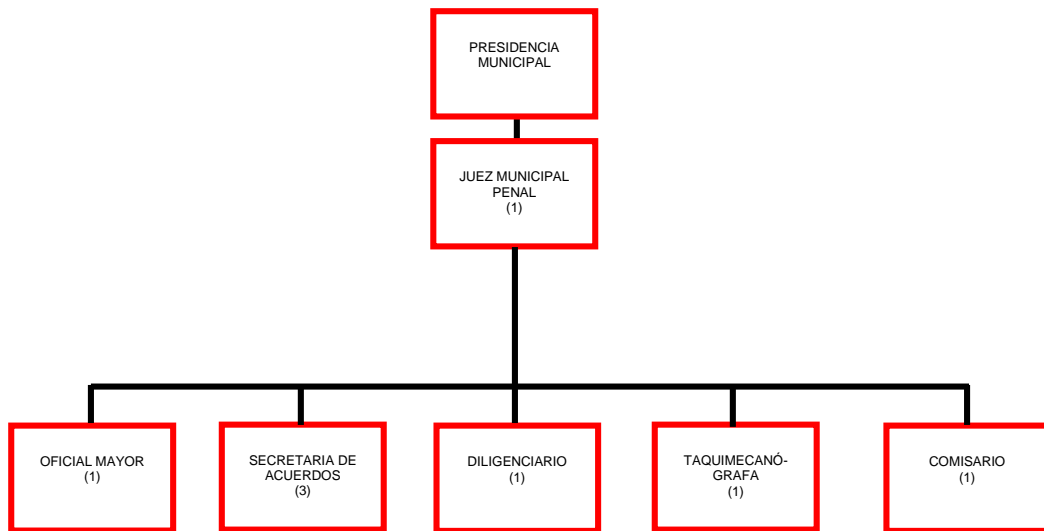 PRESIDENCIA
MUNICIPAL
JUEZ MUNICIPAL
PENAL
(1)
OFICIAL MAYOR
(1)
SECRETARIA DE
ACUERDOS
(3)
DILIGENCIARIO
(1)
TAQUIMECANÓ-
GRAFA
(1)
COMISARIO
(1)